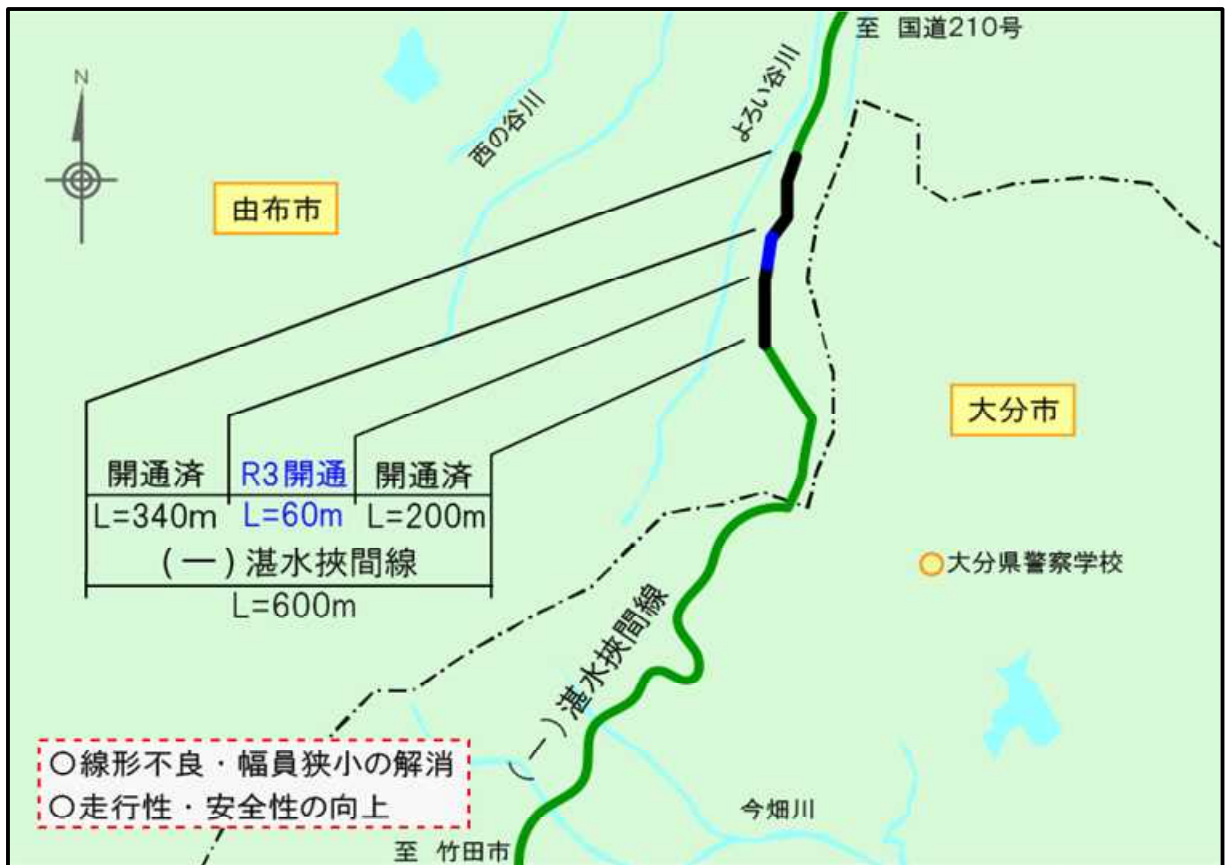 至 国道210号
N
よろい谷川
西の谷川
由布市
大分市
開通済
R3開通
開通済
L=340m
L=60m
L=200m
(一)湛水挾間線
L=600m
大分県警察学校
(一)湛水挾間線
○線形不良・幅員狭小の解消
○走行性・安全性の向上
今畑川
至 竹田市